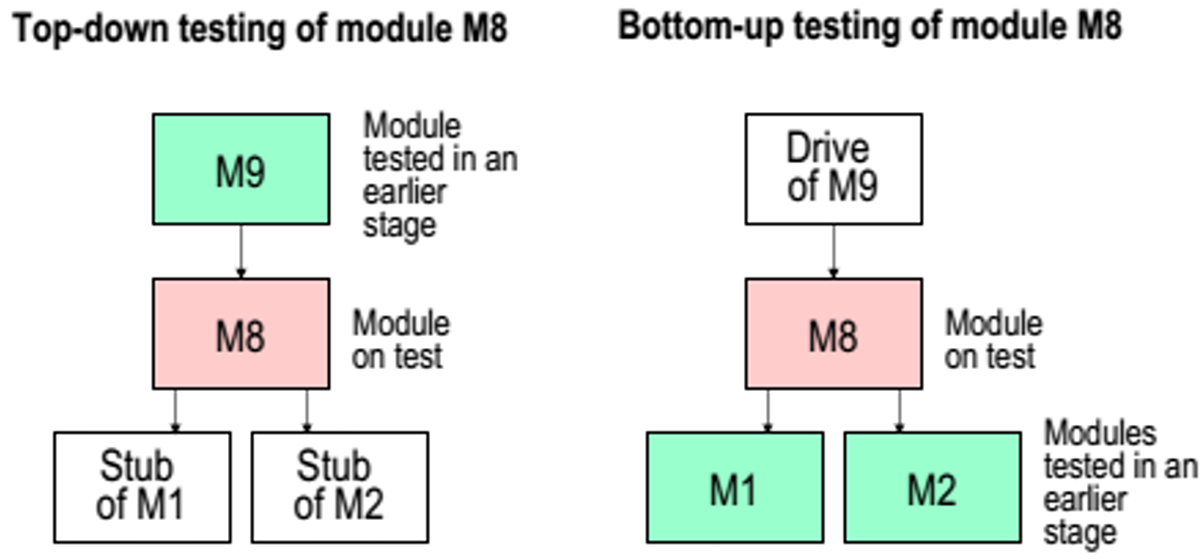 Top-down testing of module M8
Bottom-up testing of module M8
M9
Module
tested in an
earlier
stage
M8
Module
on test
Stub
of M1
Stub
of M2
Drive
of M9
M8
Module
on test
M1
M2
Modules
tested in an
earlier
stage